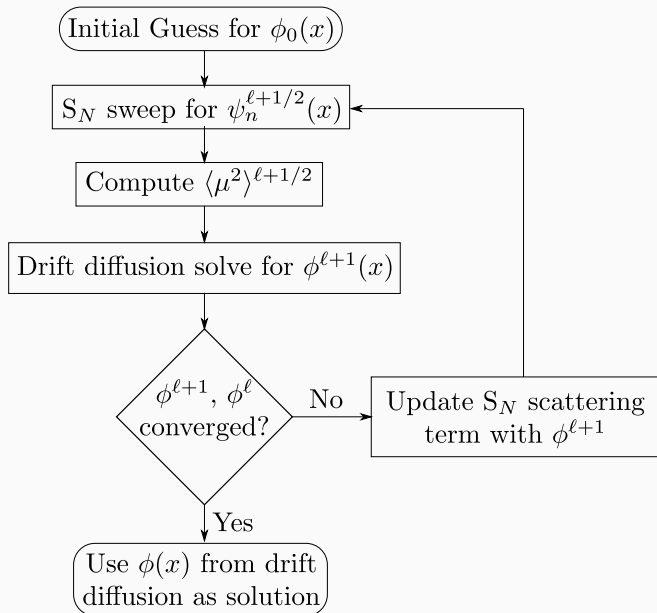 Initial Guess for ϕ₀(x)
S_N sweep for ψ_n^{ℓ+1/2}(x)
Compute ⟨μ²⟩^{ℓ+1/2}
Drift diffusion solve for ϕ^{ℓ+1}(x)
ϕ^{ℓ+1}, ϕ^ℓ
converged?
No
Update S_N scattering
term with ϕ^{ℓ+1}
Yes
Use ϕ(x) from drift
diffusion as solution